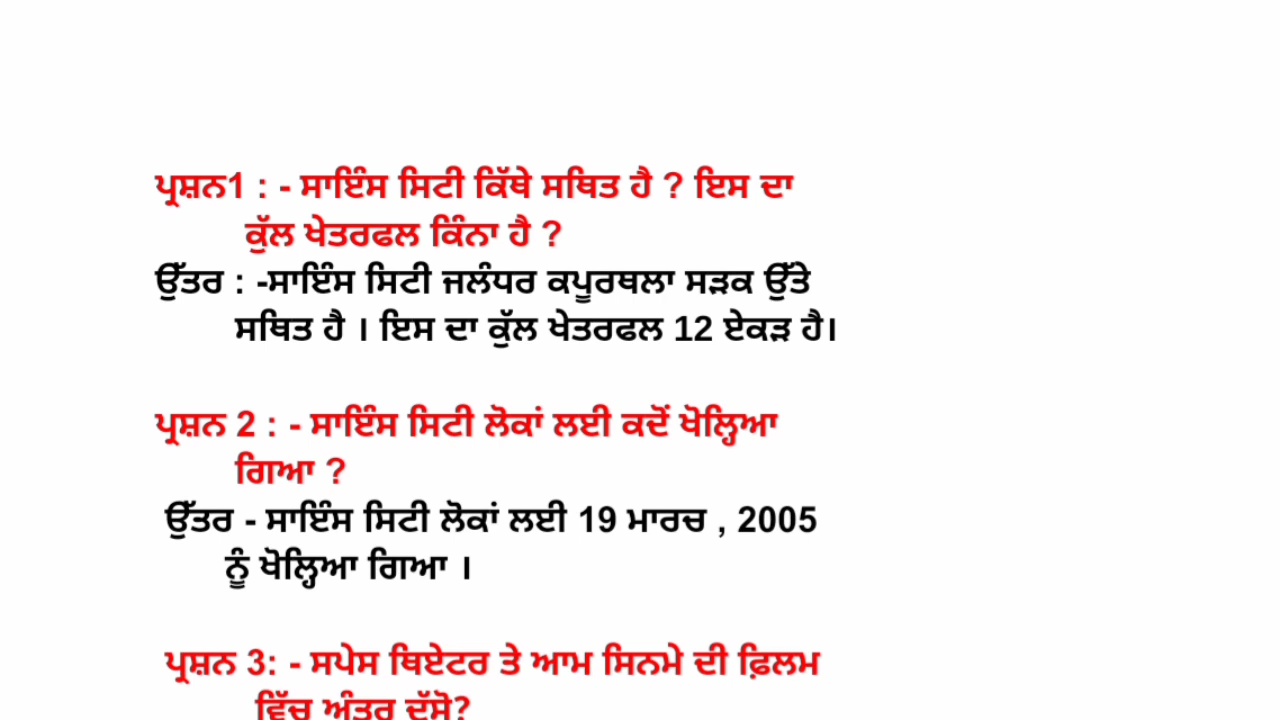 ਪ੍ਰਸ਼ਨ1 : - ਸਾਇੰਸ ਸਿਟੀ ਕਿੱਥੇ ਸਥਿਤ ਹੈ ? ਇਸ ਦਾ
ਕੁੱਲ ਖੇਤਰਫਲ ਕਿੰਨਾ ਹੈ ?
ਉੱਤਰ : -ਸਾਇੰਸ ਸਿਟੀ ਜਲੰਧਰ ਕਪੂਰਥਲਾ ਸੜਕ ਉੱਤੇ
ਸਥਿਤ ਹੈ । ਇਸ ਦਾ ਕੁੱਲ ਖੇਤਰਫਲ 12 ਏਕੜ ਹੈ।
ਪ੍ਰਸ਼ਨ 2 : - ਸਾਇੰਸ ਸਿਟੀ ਲੋਕਾਂ ਲਈ ਕਦੋਂ ਖੋਲ੍ਹਿਆ
ਗਿਆ ?
ਉੱਤਰ - ਸਾਇੰਸ ਸਿਟੀ ਲੋਕਾਂ ਲਈ 19 ਮਾਰਚ , 2005
ਨੂੰ ਖੋਲ੍ਹਿਆ ਗਿਆ ।
ਪ੍ਰਸ਼ਨ 3: - ਸਪੇਸ ਥਿਏਟਰ ਤੇ ਆਮ ਸਿਨਮੇ ਦੀ ਫ਼ਿਲਮ
ਵਿੱਚ ਅੰਤਰ ਦੱਸੋ?